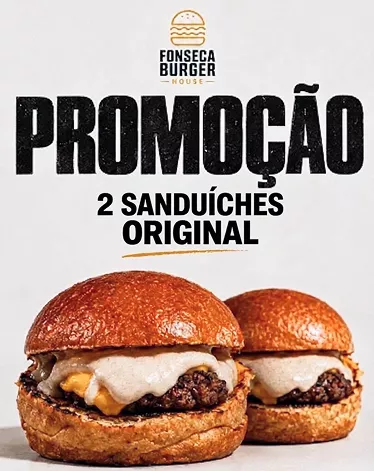 FONSECA
BURGER
HOUSE
PROMOÇÃO
2 SANDUÍCHES
ORIGINAL